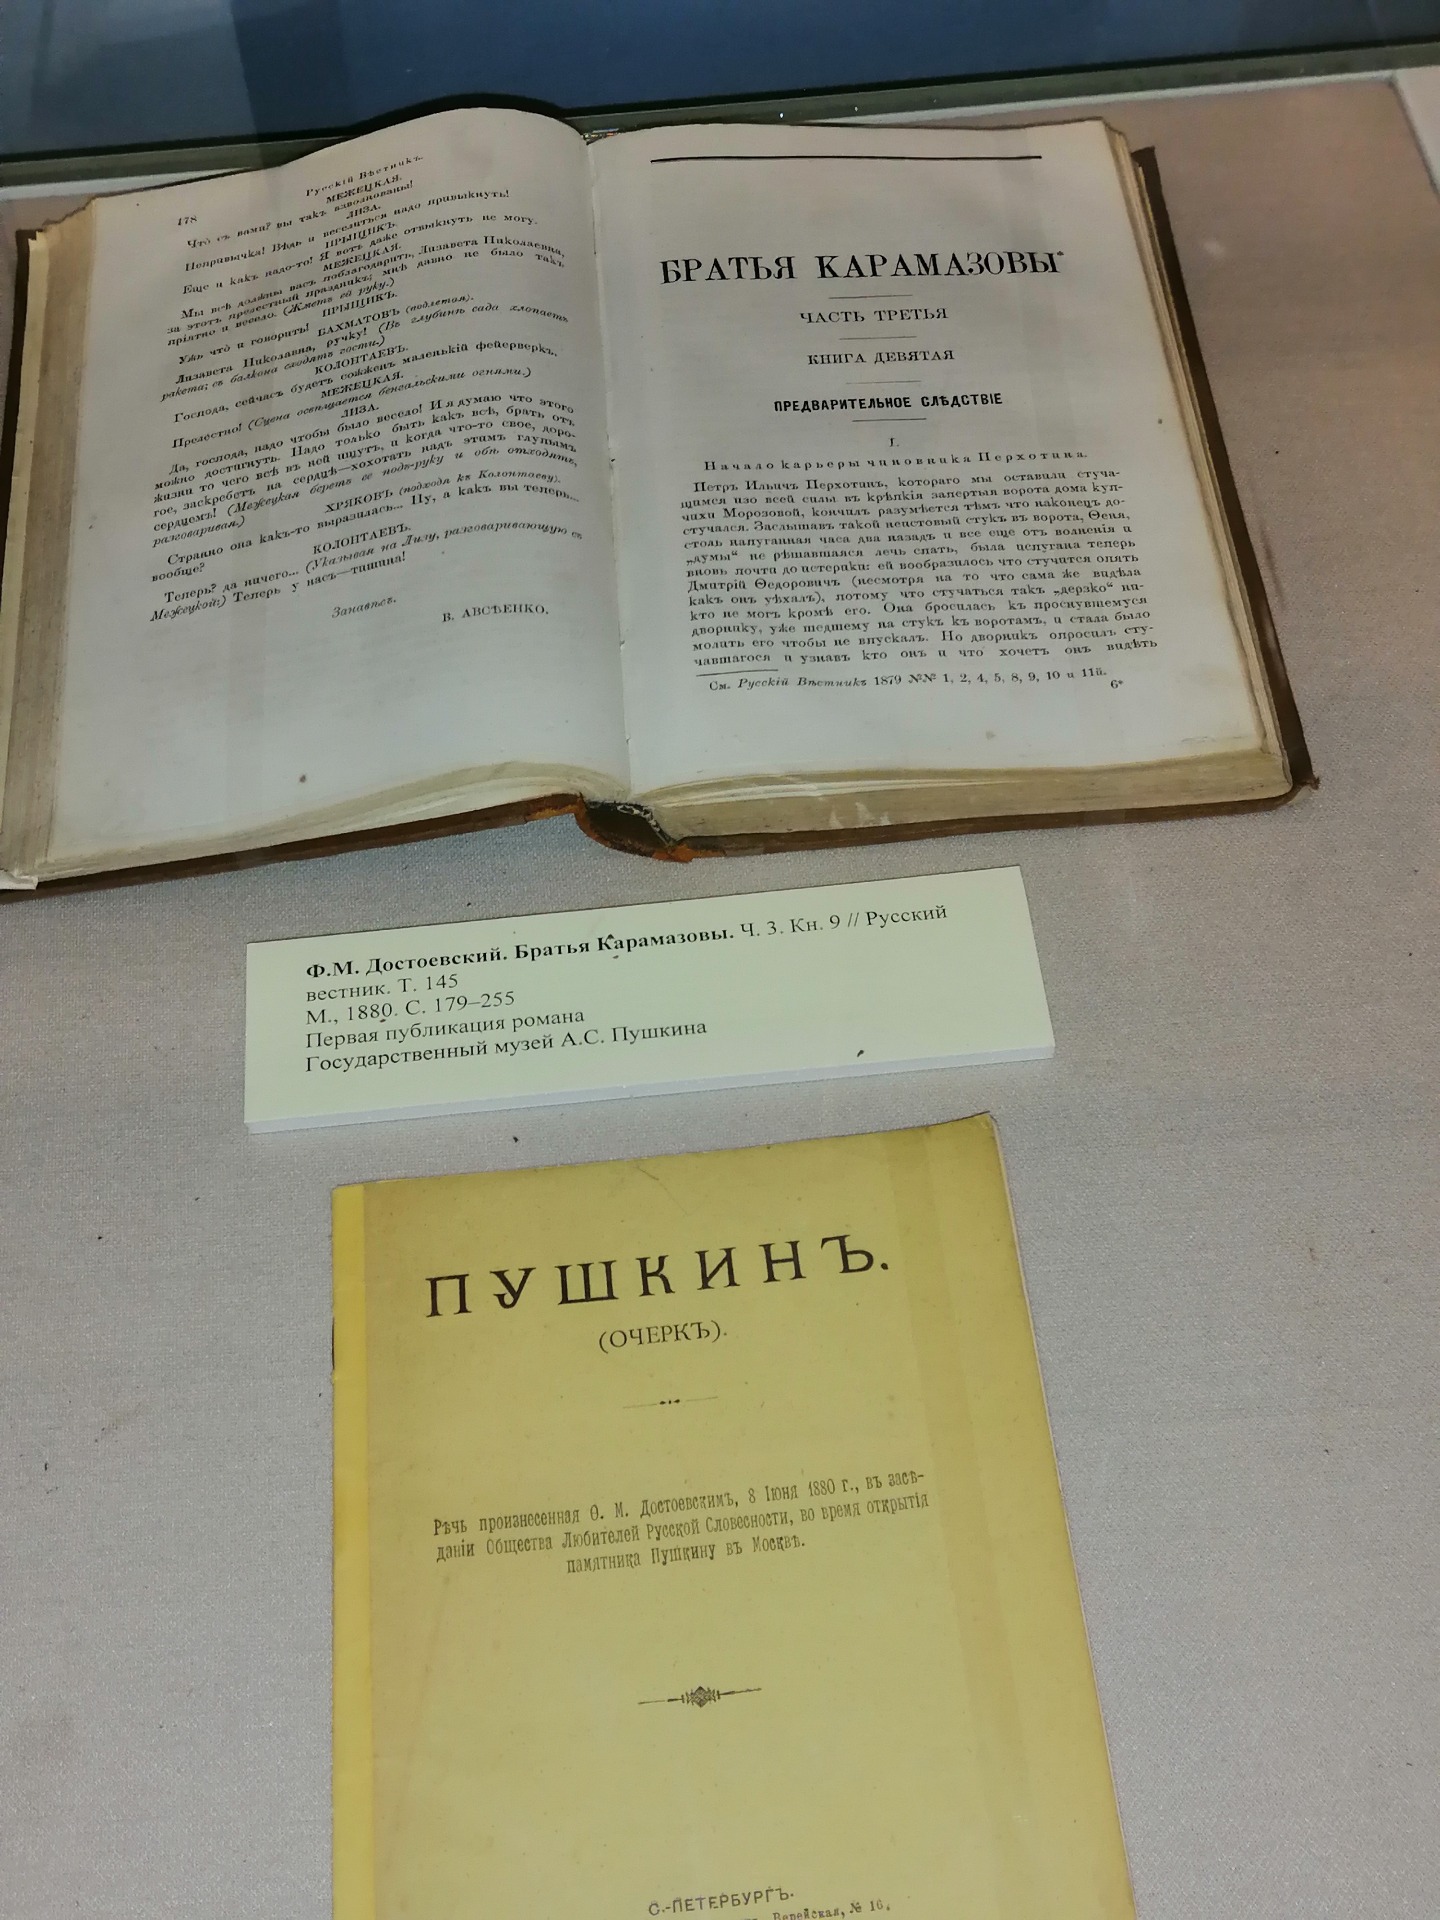 178
Русскій Вѣстникъ.
МЕЖЕЦКАЯ.
Что съ вами? вы такъ взволнованы!
ЛИЗА.
Непривычка! Вѣдь и веселиться надо привыкнуть!
ПРЫЩИКЪ.
Еще и какъ надо-то! Я вотъ даже отвыкнуть не могу.
МЕЖЕЦКАЯ.
Мы всѣ должны васъ поблагодарить, Лизавета Николаевна,
за этотъ прелестный праздникъ; мнѣ давно не было такъ
пріятно и весело. (Жметъ ей руку.)
ПРЫЩИКЪ.
Ужь что и говорить!
БАХМАТОВЪ (подлетая).
Лизавета Николавна, ручку! (Въ глубинѣ сада хлопаетъ
ракета; съ балкона сходятъ гости.)
КОЛОНТАЕВЪ.
Господа, сейчасъ будетъ сожженъ маленькій фейерверкъ.
МЕЖЕЦКАЯ.
Прелестно! (Сцена освѣщается бенгальскими огнями.)
ЛИЗА.
Да, господа, надо чтобы было весело! И я думаю что этого
можно достигнуть. Надо только быть какъ всѣ, брать отъ
жизни то чего всѣ въ ней ищутъ, и когда что-то свое, доро-
гое, заскребетъ на сердцѣ—хохотать надъ этимъ глупымъ
сердцемъ! (Межецкая беретъ ее подъ-руку и обѣ отходятъ,
разговаривая.)
ХРЯКОВЪ (подходя къ Колонтаеву).
Странно она какъ-то выразилась... Ну, а какъ вы теперь...
вообще?
КОЛОНТАЕВЪ.
Теперь? да ничего... (Указывая на Лизу, разговаривающую съ
Межецкой:) Теперь у насъ—тишина!
Занавѣсъ.
В. АВСѢЕНКО.
БРАТЬЯ КАРАМАЗОВЫ*
ЧАСТЬ ТРЕТЬЯ
КНИГА ДЕВЯТАЯ
ПРЕДВАРИТЕЛЬНОЕ СЛѢДСТВІЕ
I.
Начало карьеры чиновника Перхотина.
Петръ Ильичъ Перхотинъ, котораго мы оставили стуча-
щимся изо всей силы въ крѣпкія запертыя ворота дома куп-
чихи Морозовой, кончилъ разумѣется тѣмъ что наконецъ до-
стучался. Заслышавъ такой неистовый стукъ въ ворота, Ѳеня,
столь напуганная часа два назадъ и все еще отъ волненія и
„думы“ не рѣшавшаяся лечь спать, была испугана теперь
вновь почти до истерики: ей вообразилось что стучится опять
Дмитрій Ѳедоровичъ (несмотря на то что сама же видѣла
какъ онъ уѣхалъ), потому что стучаться такъ „дерзко“ ни-
кто не могъ кромѣ его. Она бросилась къ проснувшемуся
дворнику, уже шедшему на стукъ къ воротамъ, и стала было
молить его чтобы не впускалъ. Но дворникъ опросилъ сту-
чавшагося и узнавъ кто онъ и что хочетъ онъ видѣть
См. Русскій Вѣстникъ 1879 №№ 1, 2, 4, 5, 8, 9, 10 и 11й.
6*
Ф.М. Достоевский. Братья Карамазовы. Ч. 3. Кн. 9 // Русский
вестник. Т. 145
М., 1880. С. 179–255
Первая публикация романа
Государственный музей А.С. Пушкина
ПУШКИНЪ.
(ОЧЕРКЪ).
Рѣчь произнесенная Ѳ. М. Достоевскимъ, 8 Іюня 1880 г., въ засѣ-
даніи Общества Любителей Русской Словесности, во время открытія
памятника Пушкину въ Москвѣ.
С.-ПЕТЕРБУРГЪ.
Верейская, № 16.